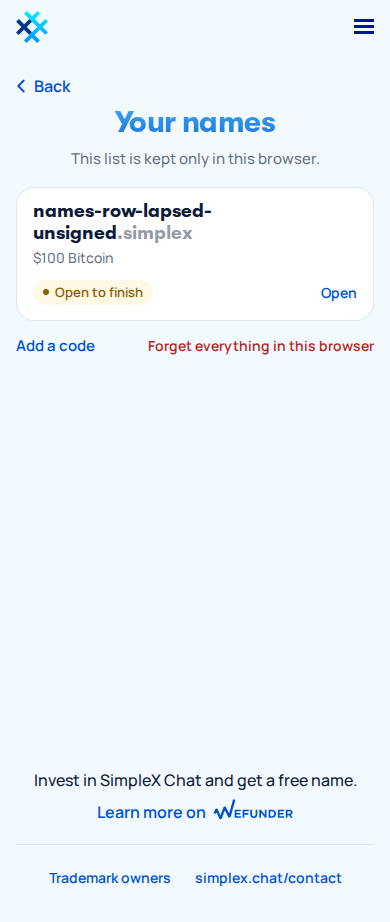 Back
Your names
This list is kept only in this browser.
names-row-lapsed-
unsigned.simplex
$100 Bitcoin
Open to finish
Open
Add a code
Forget everything in this browser
Invest in SimpleX Chat and get a free name.
Learn more on WEFUNDER
Trademark owners
simplex.chat/contact